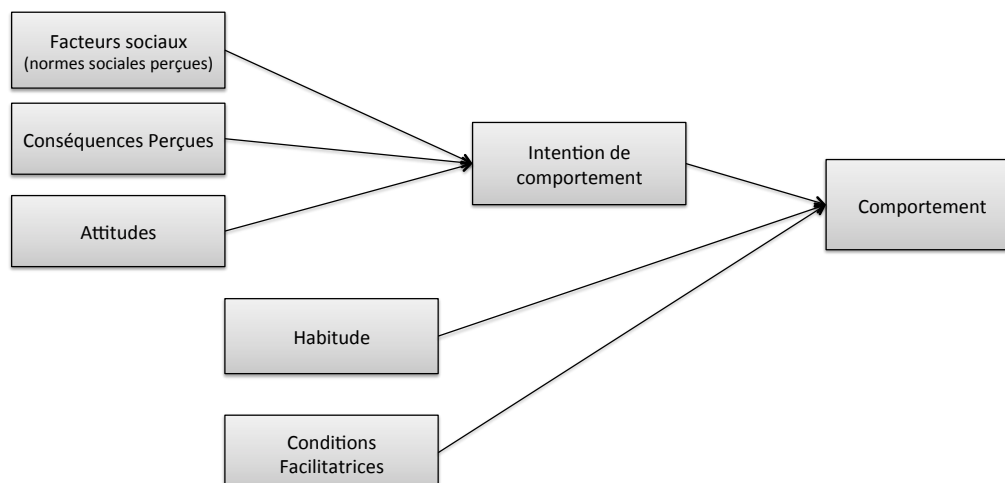 Facteurs sociaux
(normes sociales perçues)
Conséquences Perçues
Attitudes
Intention de
comportement
Comportement
Habitude
Conditions
Facilitatrices